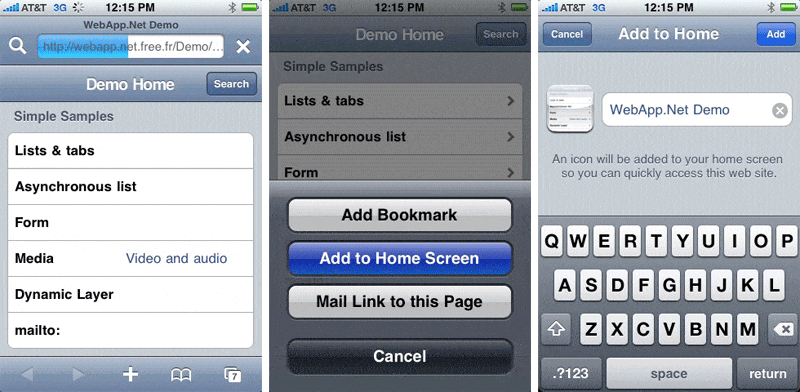 AT&T 3G 12:15 PM
WebApp.Net Demo
http://webapp.net.free.fr/Demo/...
Demo Home Search
Simple Samples
Lists & tabs
Asynchronous list
Form
Media Video and audio
Dynamic Layer
mailto:
7
AT&T 3G 12:15 PM
Demo Home Search
Simple Samples
Lists & tabs
Asynchronous list
Form
Add Bookmark
Add to Home Screen
Mail Link to this Page
Cancel
AT&T 3G 12:15 PM
Cancel Add to Home Add
WebApp.Net Demo
An icon will be added to your home screen
so you can quickly access this web site.
Q W E R T Y U I O P
A S D F G H J K L
Z X C V B N M
.?123 space return